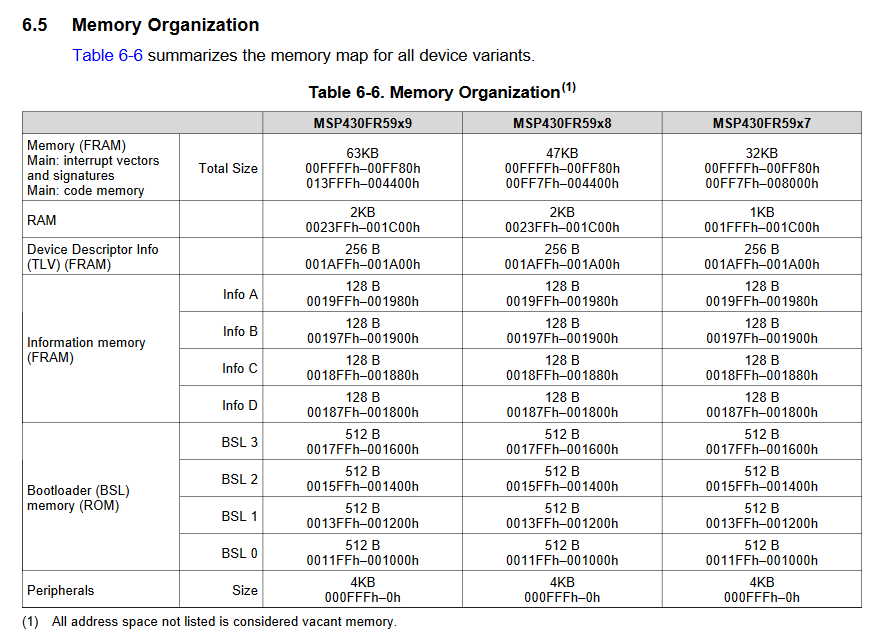 6.5 Memory Organization
Table 6-6 summarizes the memory map for all device variants.
Table 6-6. Memory Organization(1)
MSP430FR59x9 MSP430FR59x8 MSP430FR59x7
Memory (FRAM)
Main: interrupt vectors
and signatures
Main: code memory
Total Size
63KB
00FFFFh–00FF80h
013FFFh–004400h
47KB
00FFFFh–00FF80h
00FF7Fh–004400h
32KB
00FFFFh–00FF80h
00FF7Fh–008000h
RAM
2KB
0023FFh–001C00h
2KB
0023FFh–001C00h
1KB
001FFFh–001C00h
Device Descriptor Info
(TLV) (FRAM)
256 B
001AFFh–001A00h
256 B
001AFFh–001A00h
256 B
001AFFh–001A00h
Information memory
(FRAM)
Info A
128 B
0019FFh–001980h
128 B
0019FFh–001980h
128 B
0019FFh–001980h
Info B
128 B
00197Fh–001900h
128 B
00197Fh–001900h
128 B
00197Fh–001900h
Info C
128 B
0018FFh–001880h
128 B
0018FFh–001880h
128 B
0018FFh–001880h
Info D
128 B
00187Fh–001800h
128 B
00187Fh–001800h
128 B
00187Fh–001800h
Bootloader (BSL)
memory (ROM)
BSL 3
512 B
0017FFh–001600h
512 B
0017FFh–001600h
512 B
0017FFh–001600h
BSL 2
512 B
0015FFh–001400h
512 B
0015FFh–001400h
512 B
0015FFh–001400h
BSL 1
512 B
0013FFh–001200h
512 B
0013FFh–001200h
512 B
0013FFh–001200h
BSL 0
512 B
0011FFh–001000h
512 B
0011FFh–001000h
512 B
0011FFh–001000h
Peripherals
Size
4KB
000FFFh–0h
4KB
000FFFh–0h
4KB
000FFFh–0h
(1) All address space not listed is considered vacant memory.